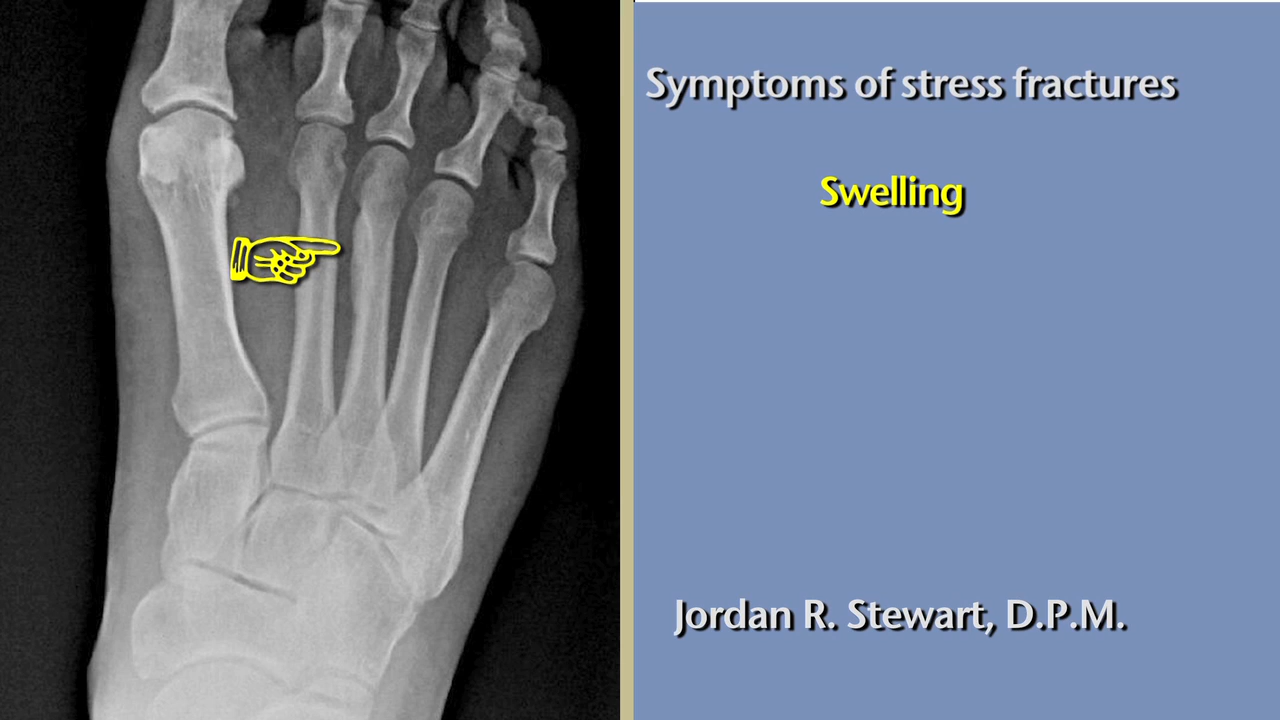 Symptoms of stress fractures
Swelling
Jordan R. Stewart, D.P.M.